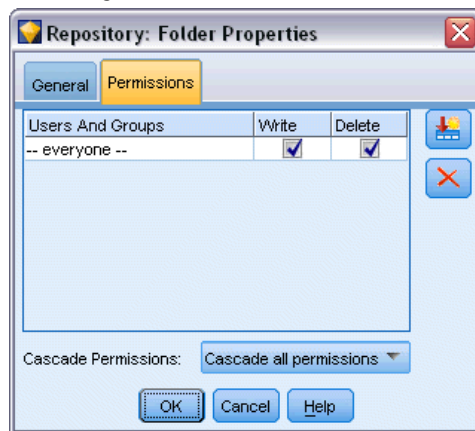 Repository: Folder Properties
General Permissions
Users And Groups Write Delete
-- everyone --
Cascade Permissions: Cascade all permissions
OK Cancel Help